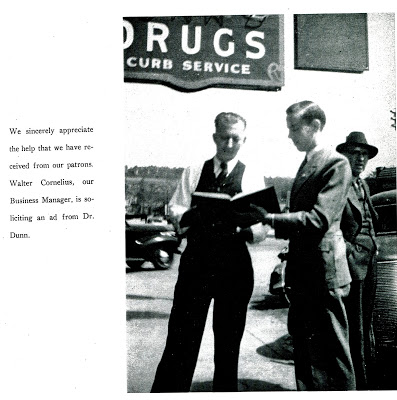 DRUGS
CURB SERVICE
We sincerely appreciate
the help that we have re-
ceived from our patrons.
Walter Cornelius, our
Business Manager, is so-
liciting an ad from Dr.
Dunn.